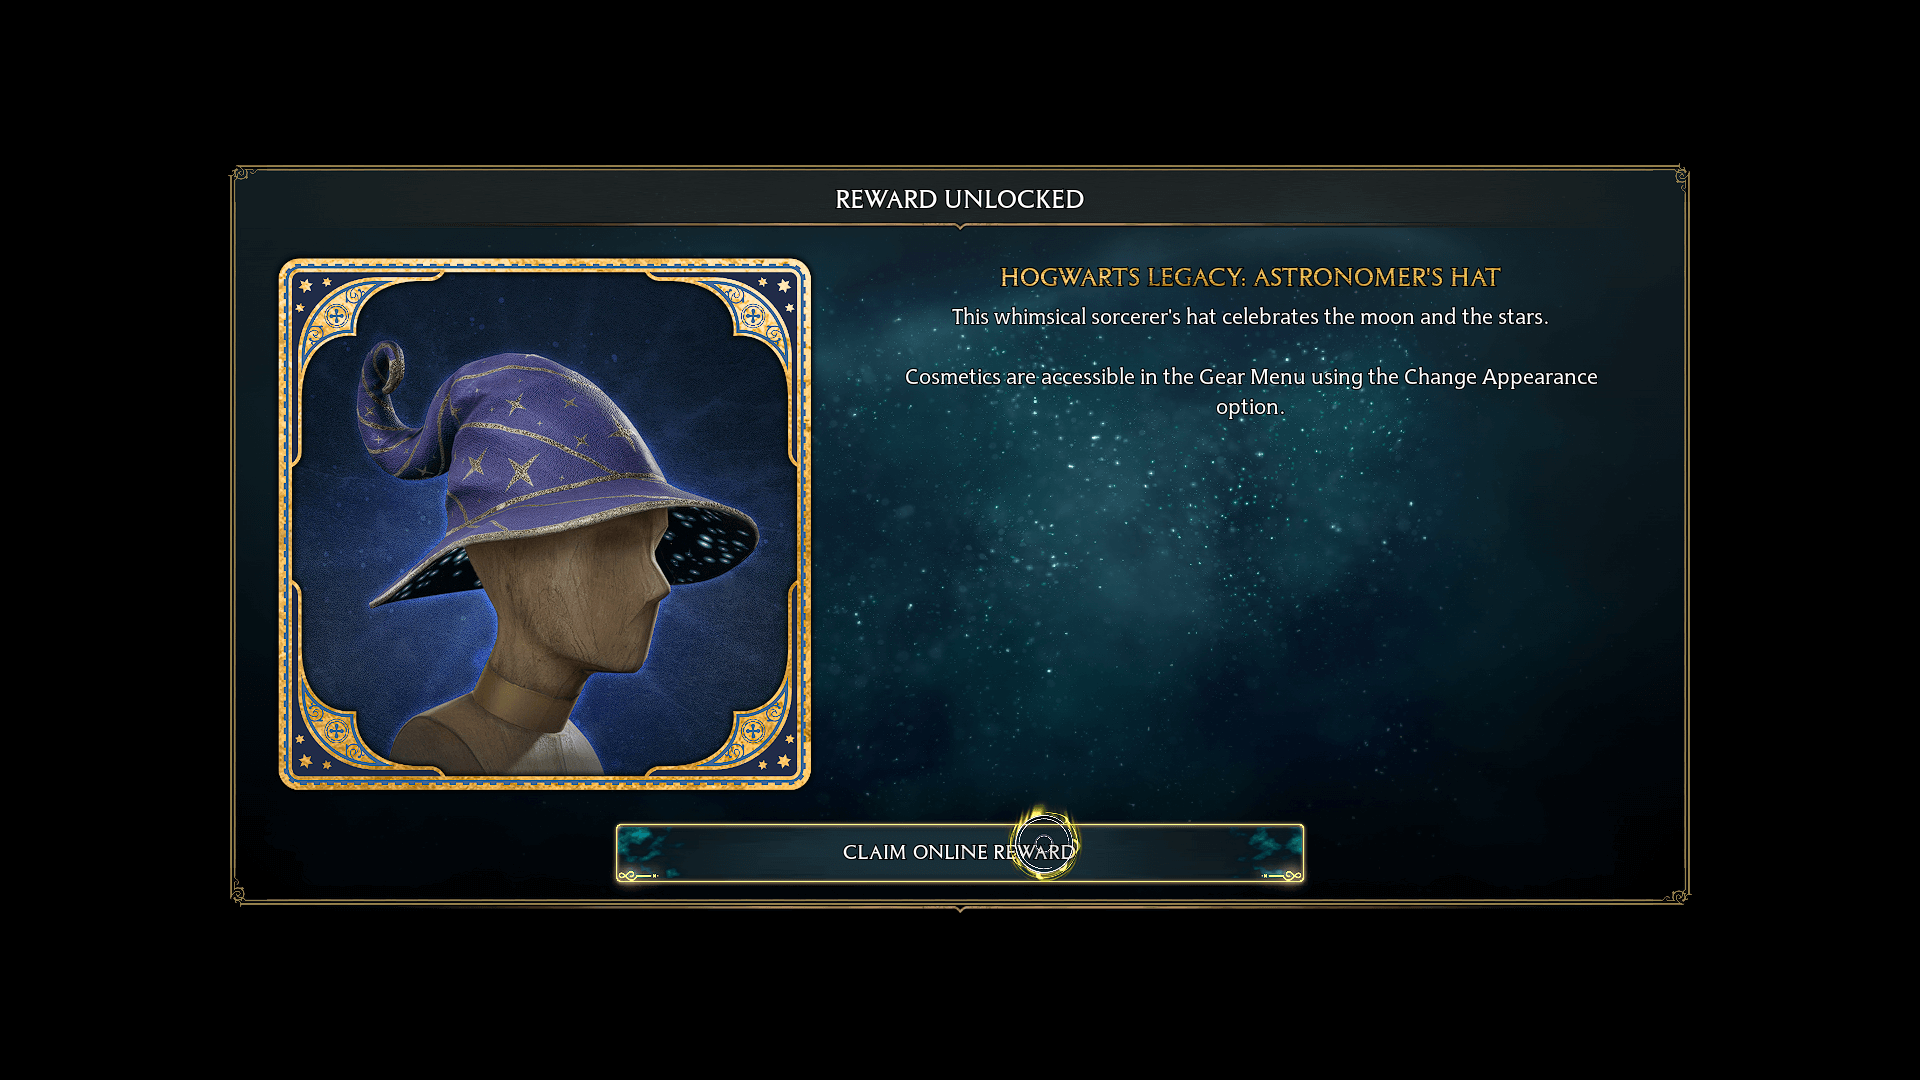 REWARD UNLOCKED
HOGWARTS LEGACY: ASTRONOMER'S HAT
This whimsical sorcerer's hat celebrates the moon and the stars.
Cosmetics are accessible in the Gear Menu using the Change Appearance
option.
CLAIM ONLINE REWARD